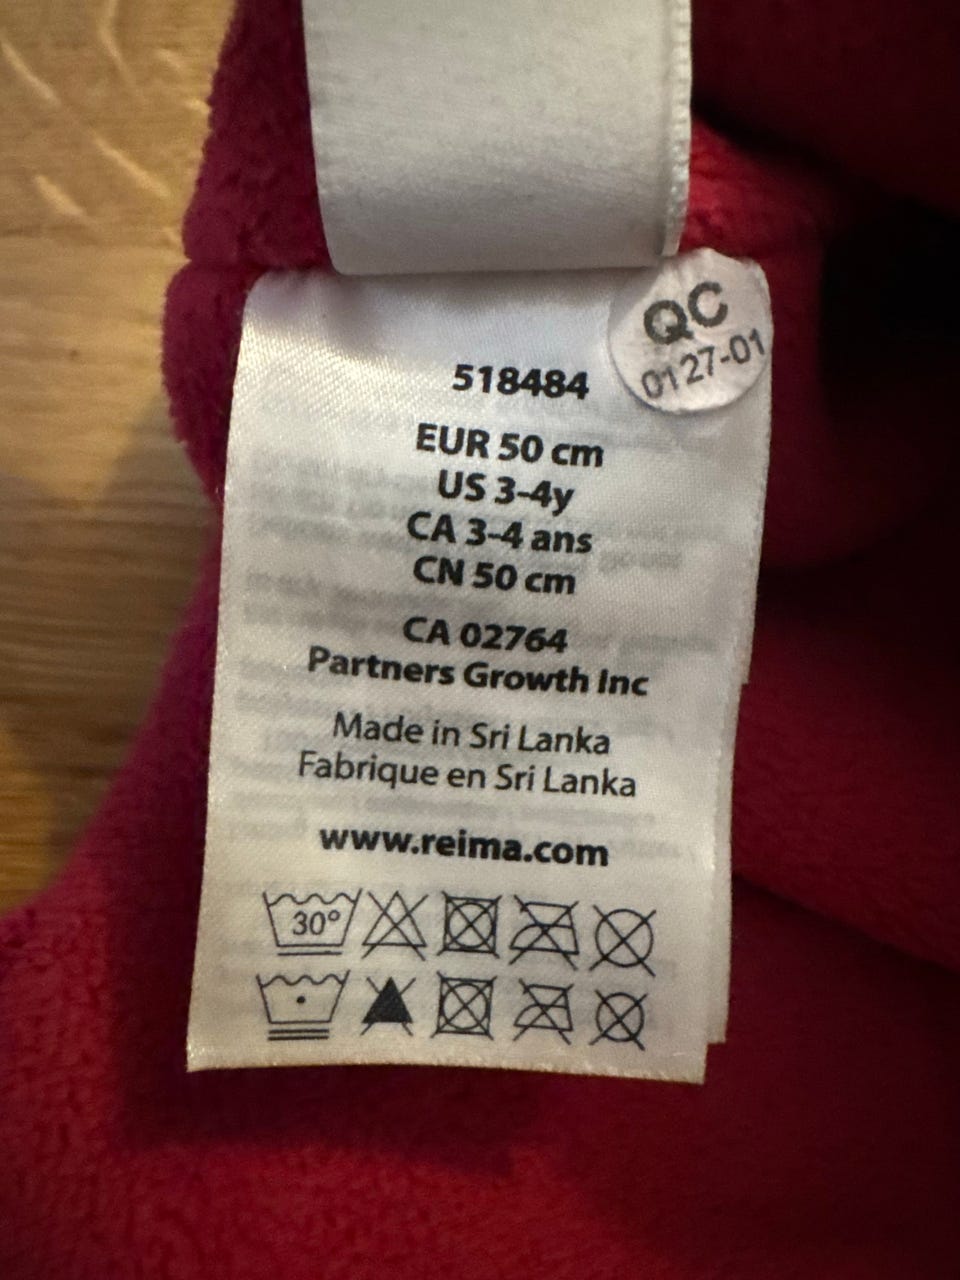 QC
0127-01
518484
EUR 50 cm
US 3-4y
CA 3-4 ans
CN 50 cm
CA 02764
Partners Growth Inc
Made in Sri Lanka
Fabrique en Sri Lanka
www.reima.com
30°